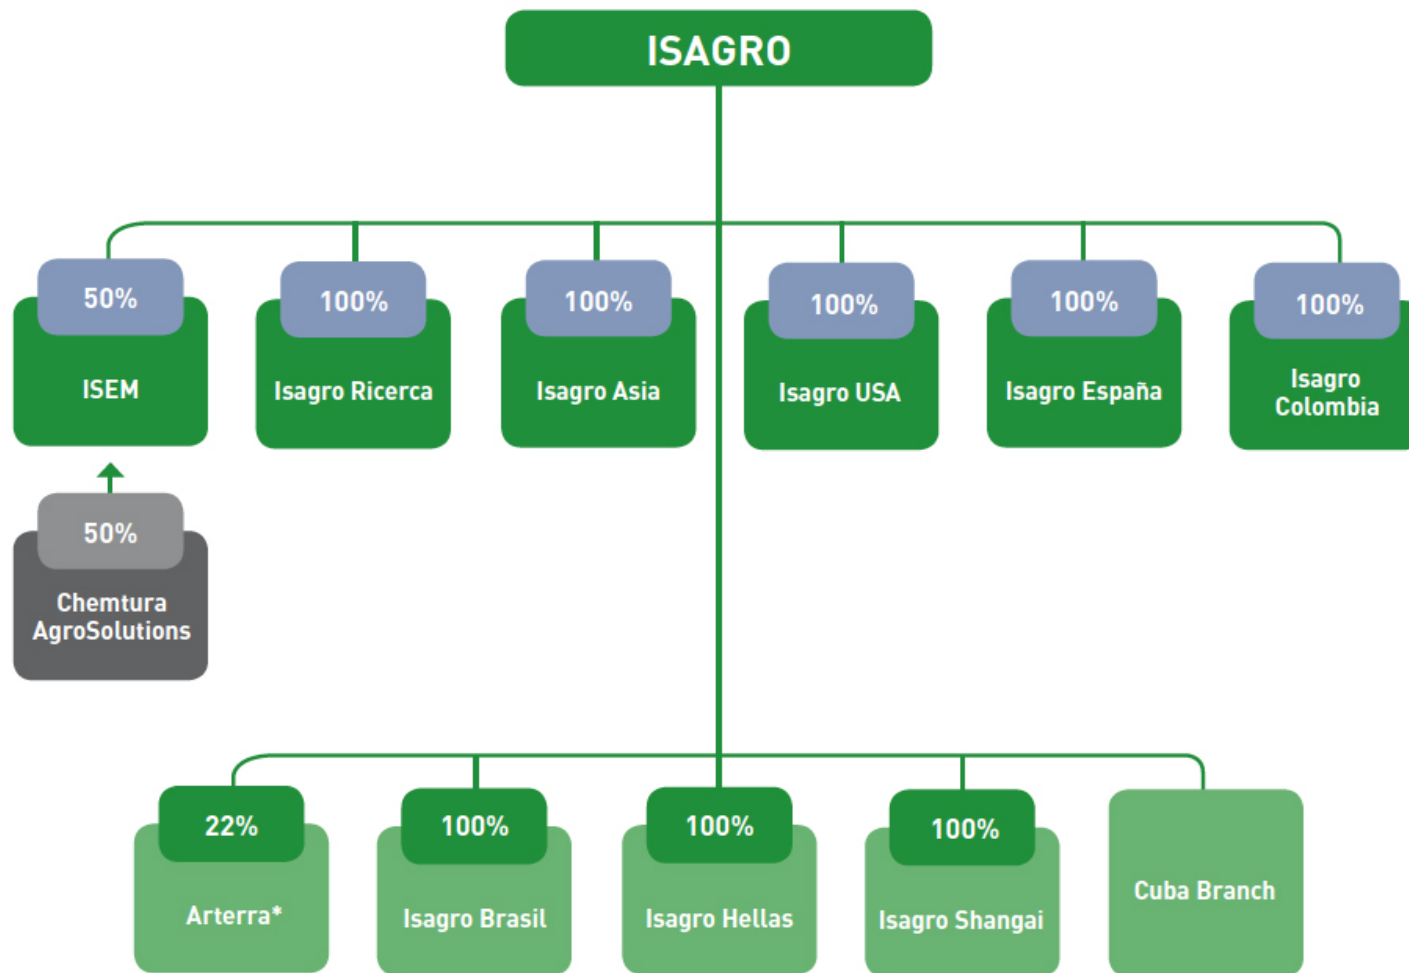 ISAGRO
50%
100%
100%
100%
100%
100%
ISEM
Isagro Ricerca
Isagro Asia
Isagro USA
Isagro España
Isagro
Colombia
50%
Chemtura
AgroSolutions
22%
100%
100%
100%
Arterra*
Isagro Brasil
Isagro Hellas
Isagro Shangai
Cuba Branch